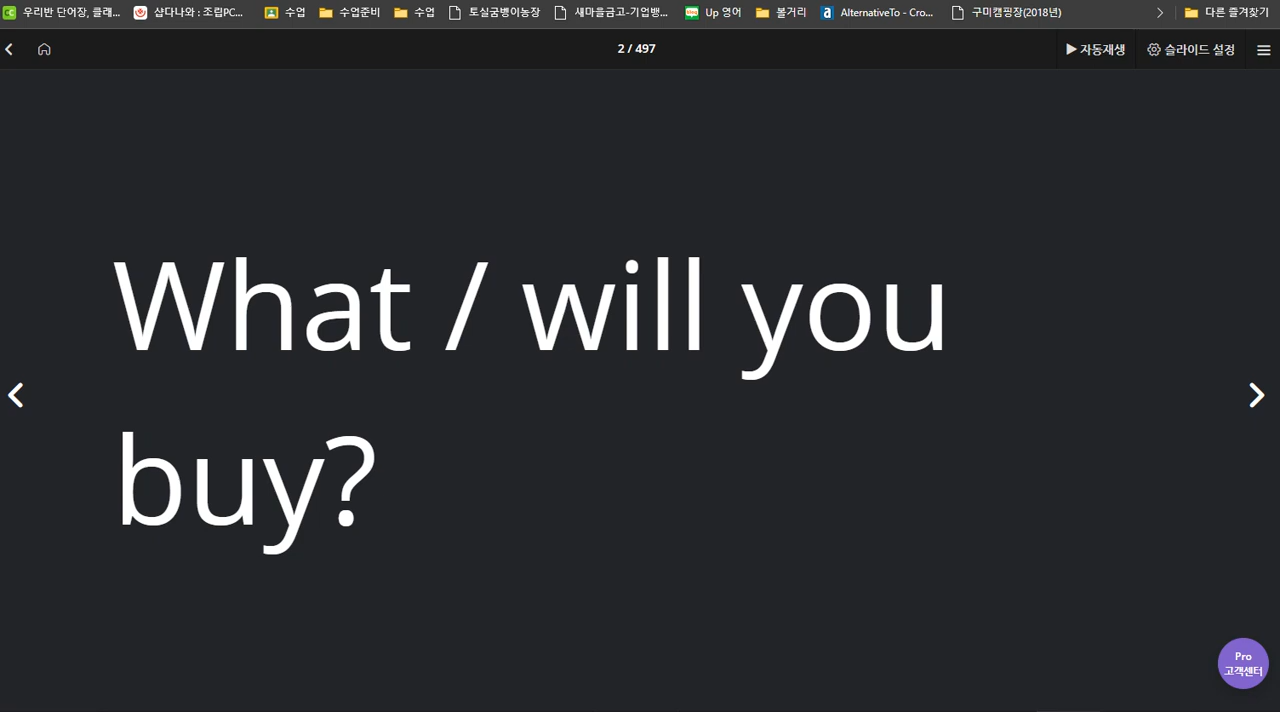 우리반 단어장, 클래... 샵다나와 : 조립PC... 수업 수업준비 수업 토실굼벵이농장 새마을금고-기업뱅... Up 영어 볼거리 AlternativeTo - Cro... 구미캠핑장(2018년) 다른 즐겨찾기
2 / 497 자동재생 슬라이드 설정
What / will you
buy?
Pro
고객센터